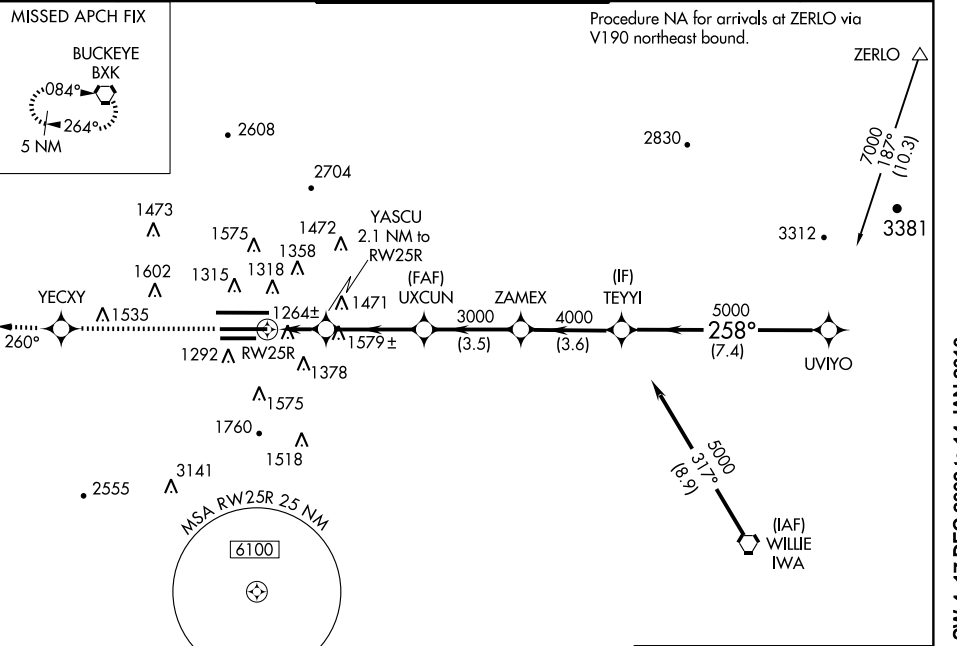 MISSED APCH FIX
BUCKEYE
BXK
084°
264°
5 NM
Procedure NA for arrivals at ZERLO via
V190 northeast bound.
ZERLO
7000
187°
(10.3)
3381
3312
2830
2608
2704
1473
1575
1472
1358
YASCU
2.1 NM to
RW25R
1602
1315
1318
1471
(FAF)
UXCUN
ZAMEX
(IF)
TEYYI
YECXY
1535
1264±
3000
(3.5)
4000
(3.6)
5000
258°
(7.4)
UVIYO
260°
1292
RW25R
1579±
1378
1575
1760
1518
3141
2555
5000
317°
(8.9)
(IAF)
WILLIE
IWA
MSA RW25R 25 NM
6100